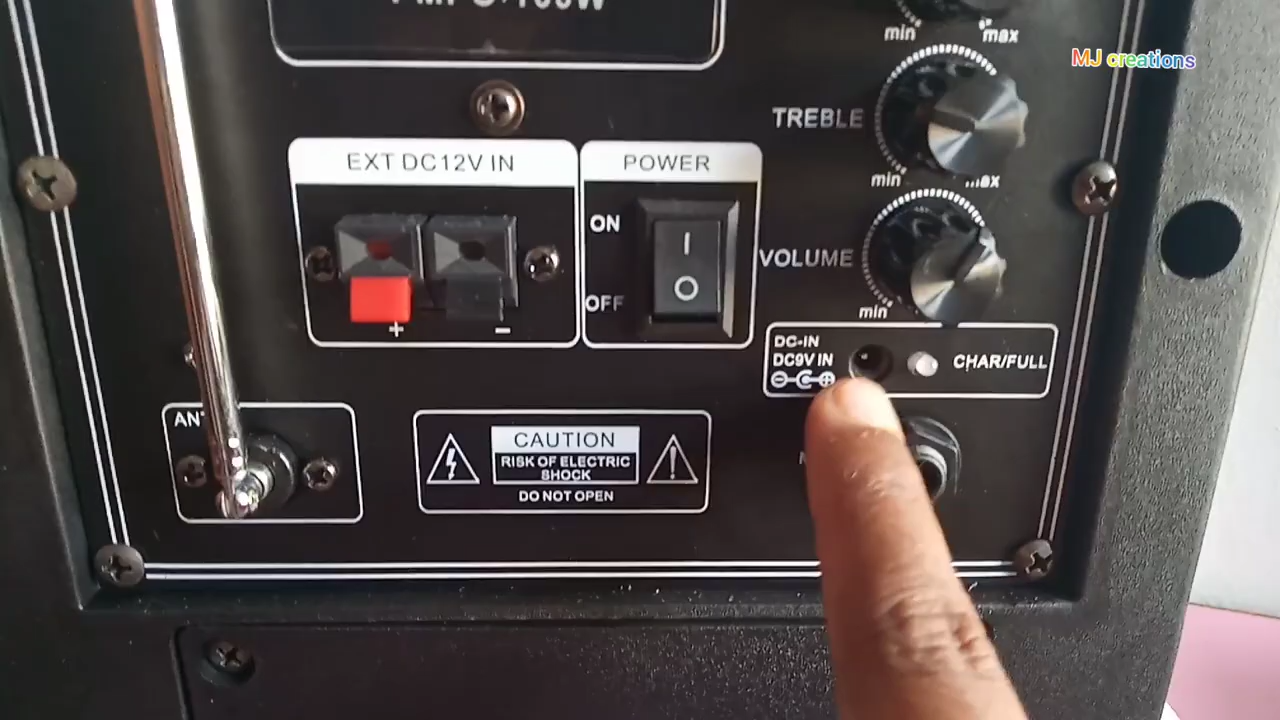 min max
MJ creations
TREBLE
min max
EXT DC12V IN
POWER
ON
OFF
+ −
VOLUME
min
DC-IN
DC9V IN
CHAR/FULL
ANT
CAUTION
RISK OF ELECTRIC
SHOCK
DO NOT OPEN